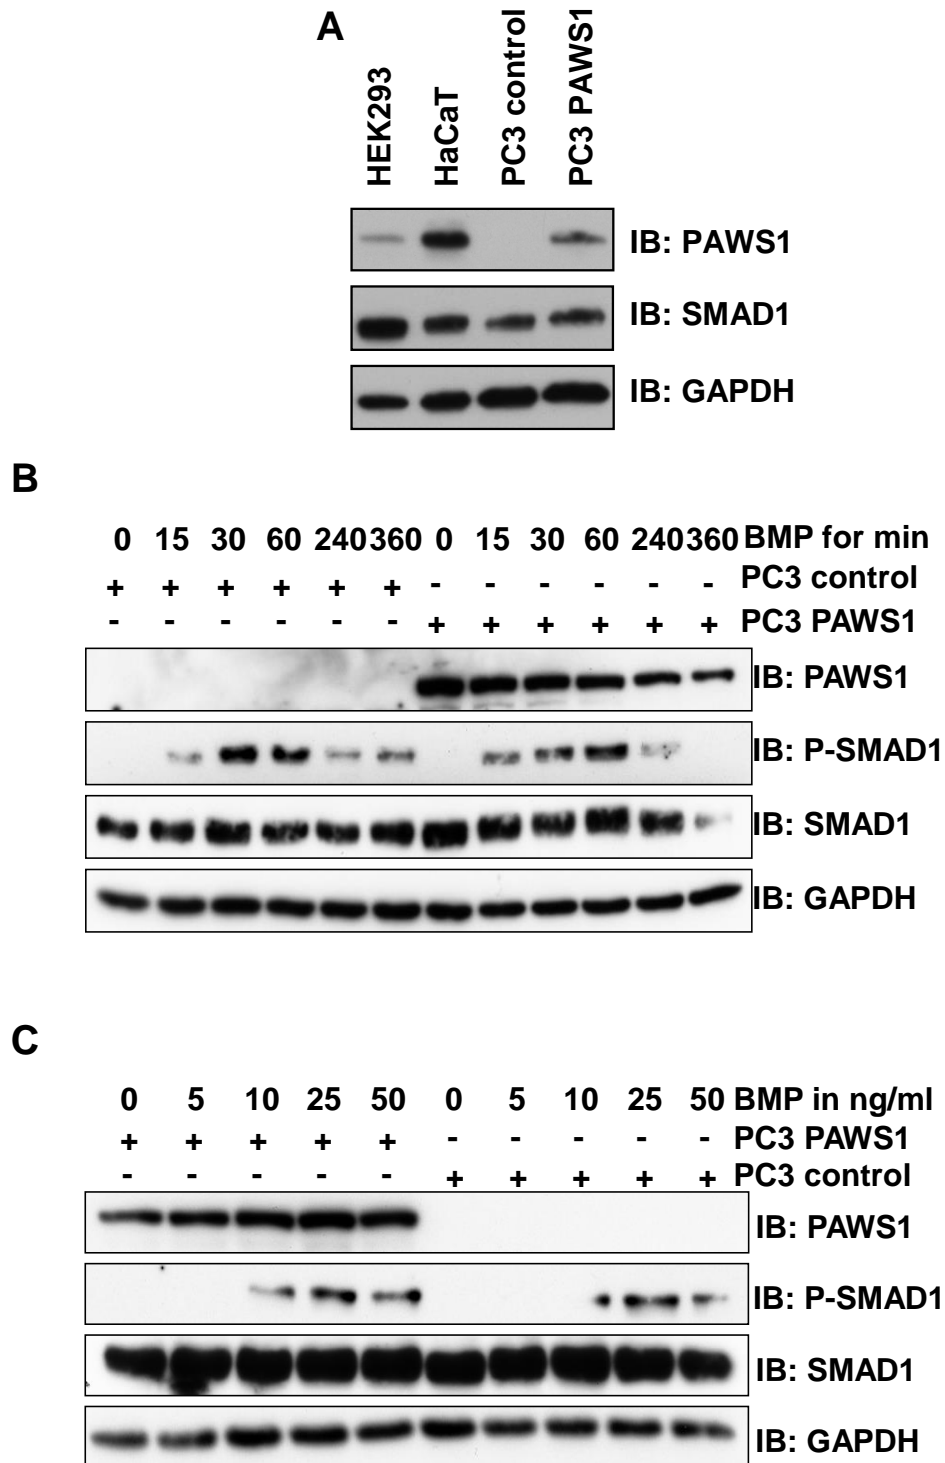 A
HEK293
HaCaT
PC3 control
PC3 PAWS1
IB: PAWS1
IB: SMAD1
IB: GAPDH
B
0 15 30 60 240 360 0 15 30 60 240 360 BMP for min
+ + + + + + - - - - - - PC3 control
- - - - - - + + + + + + PC3 PAWS1
IB: PAWS1
IB: P-SMAD1
IB: SMAD1
IB: GAPDH
C
0 5 10 25 50 0 5 10 25 50 BMP in ng/ml
+ + + + + - - - - - PC3 PAWS1
- - - - - + + + + + PC3 control
IB: PAWS1
IB: P-SMAD1
IB: SMAD1
IB: GAPDH